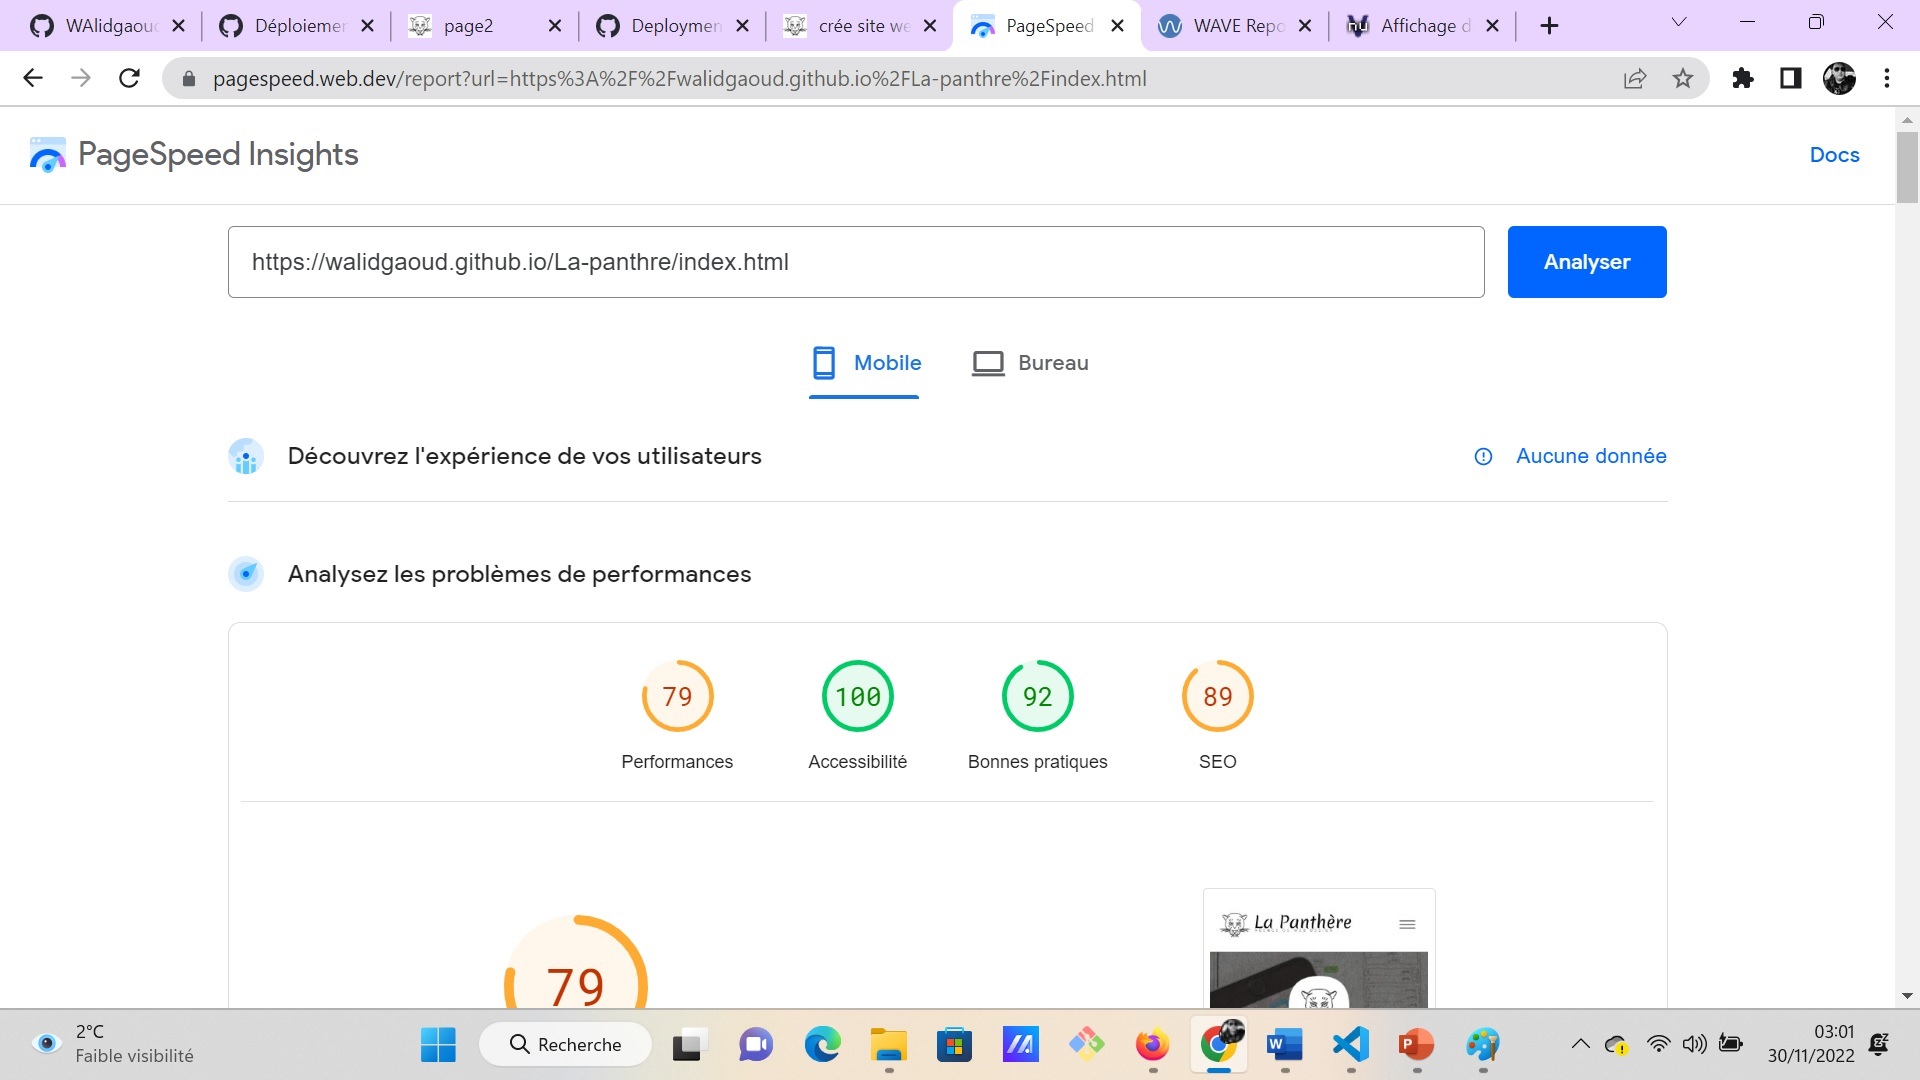 WAlidgaoud
Déploiemen
page2
Deploymen
crée site we
PageSpeed
WAVE Repo
Affichage d
pagespeed.web.dev/report?url=https%3A%2F%2Fwalidgaoud.github.io%2FLa-panthre%2Findex.html
PageSpeed Insights
Docs
https://walidgaoud.github.io/La-panthre/index.html
Analyser
Mobile
Bureau
Découvrez l'expérience de vos utilisateurs
Aucune donnée
Analysez les problèmes de performances
79
100
92
89
Performances
Accessibilité
Bonnes pratiques
SEO
La Panthère
79
2°C
Faible visibilité
Recherche
03:01
30/11/2022